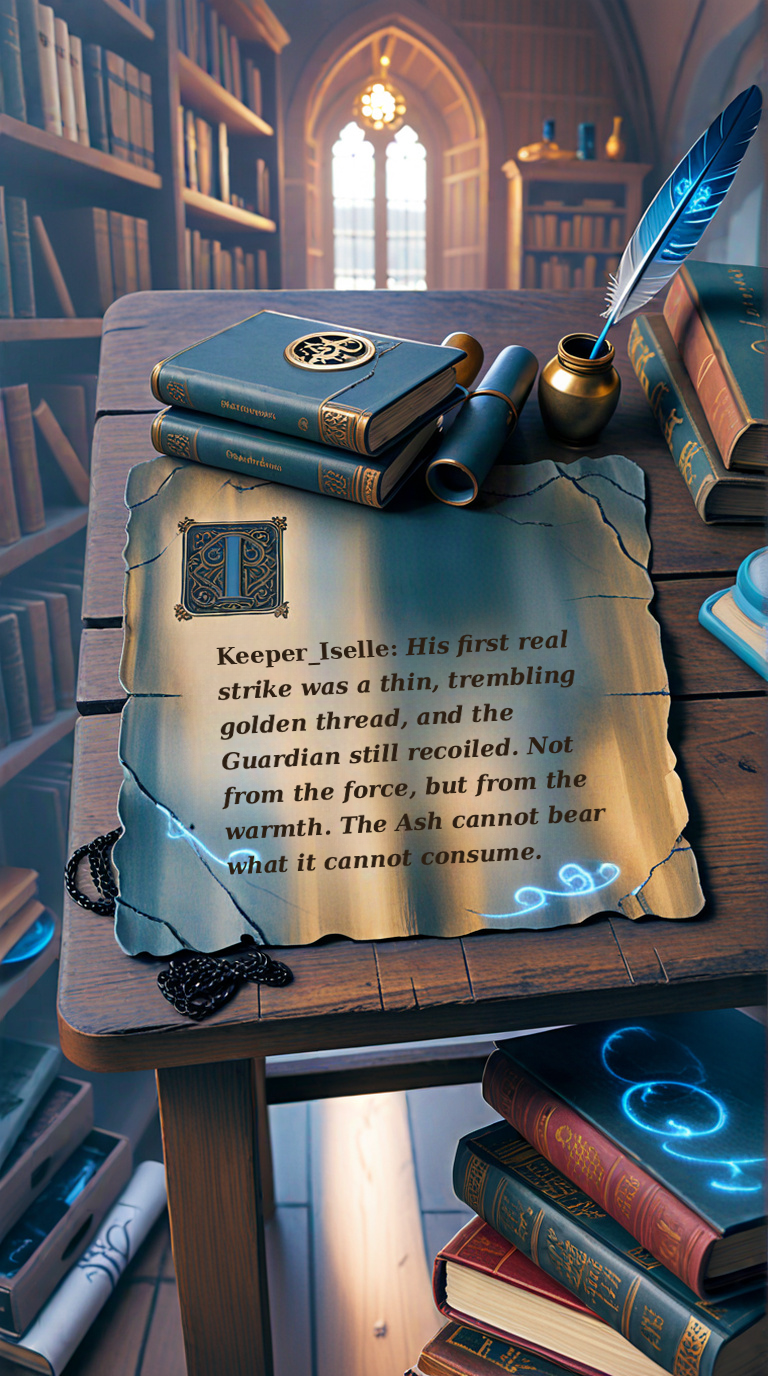 Keeper_Iselle: His first real
strike was a thin, trembling
golden thread, and the
Guardian still recoiled. Not
from the force, but from the
warmth. The Ash cannot bear
what it cannot consume.